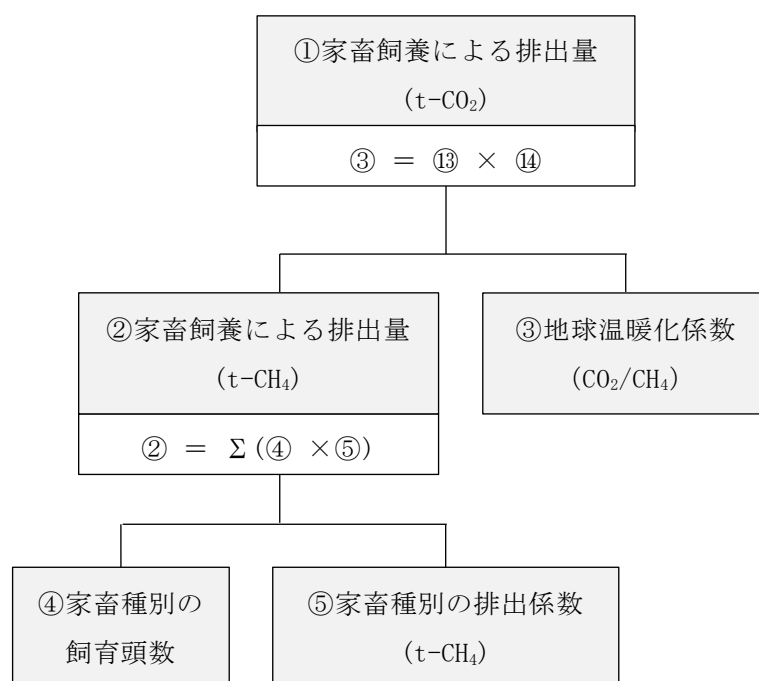 ①家畜飼養による排出量
(t-CO₂)
③ = ⑬ × ⑭
②家畜飼養による排出量
(t-CH₄)
② = Σ(④ ×⑤)
③地球温暖化係数
(CO₂/CH₄)
④家畜種別の
飼育頭数
⑤家畜種別の排出係数
(t-CH₄)